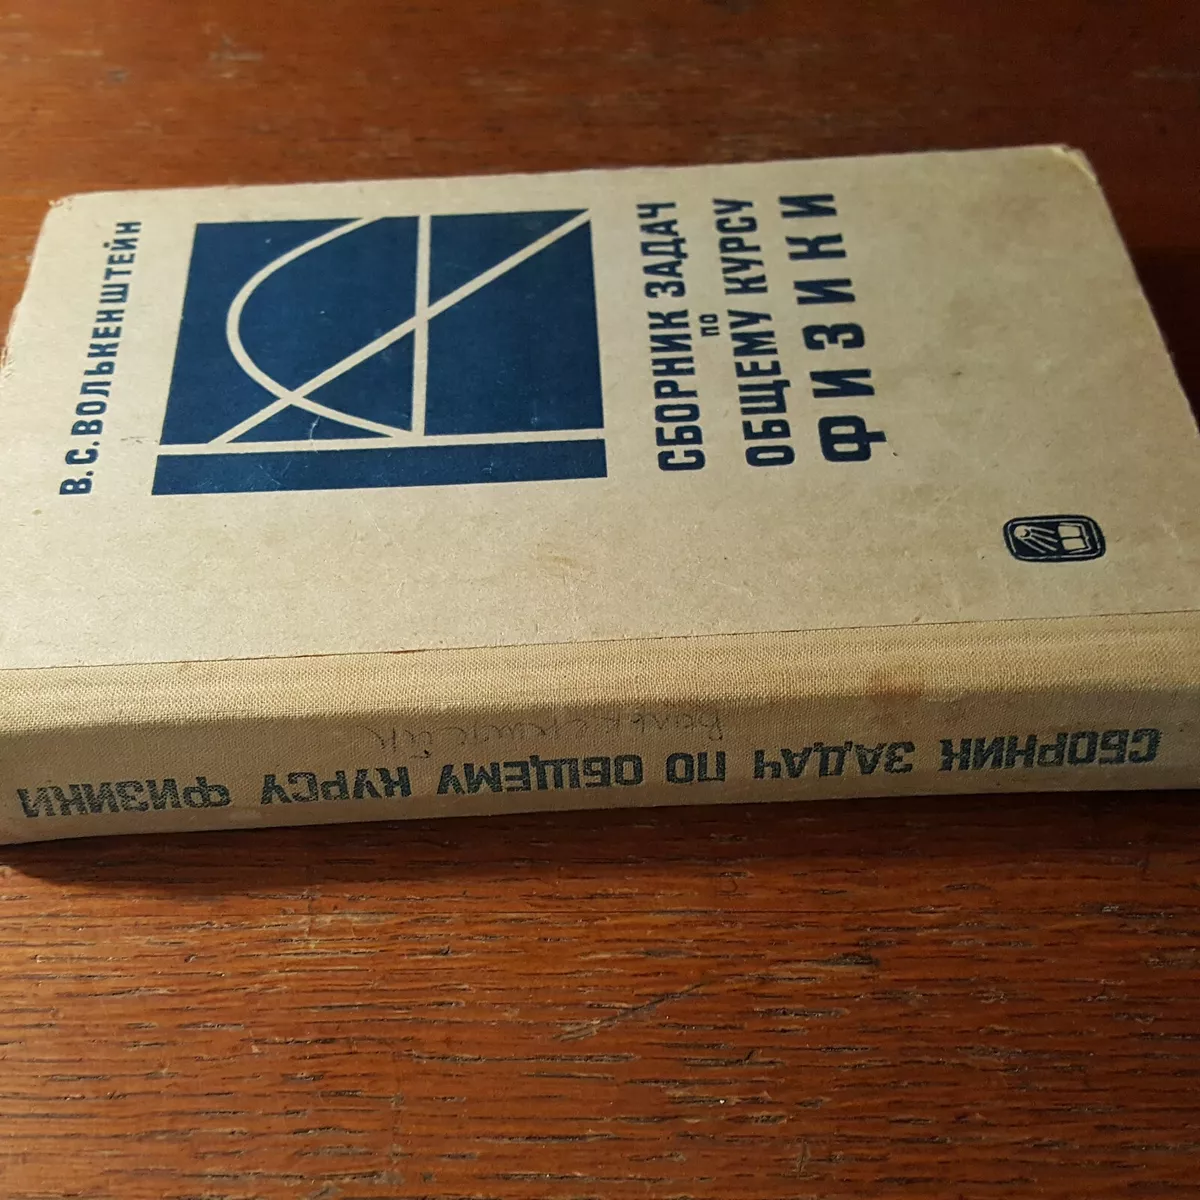 В. С. ВОЛЬКЕНШТЕЙН
СБОРНИК ЗАДАЧ
ПО
ОБЩЕМУ КУРСУ
ФИЗИКИ
СБОРНИК ЗАДАЧ ПО ОБЩЕМУ КУРСУ ФИЗИКИ